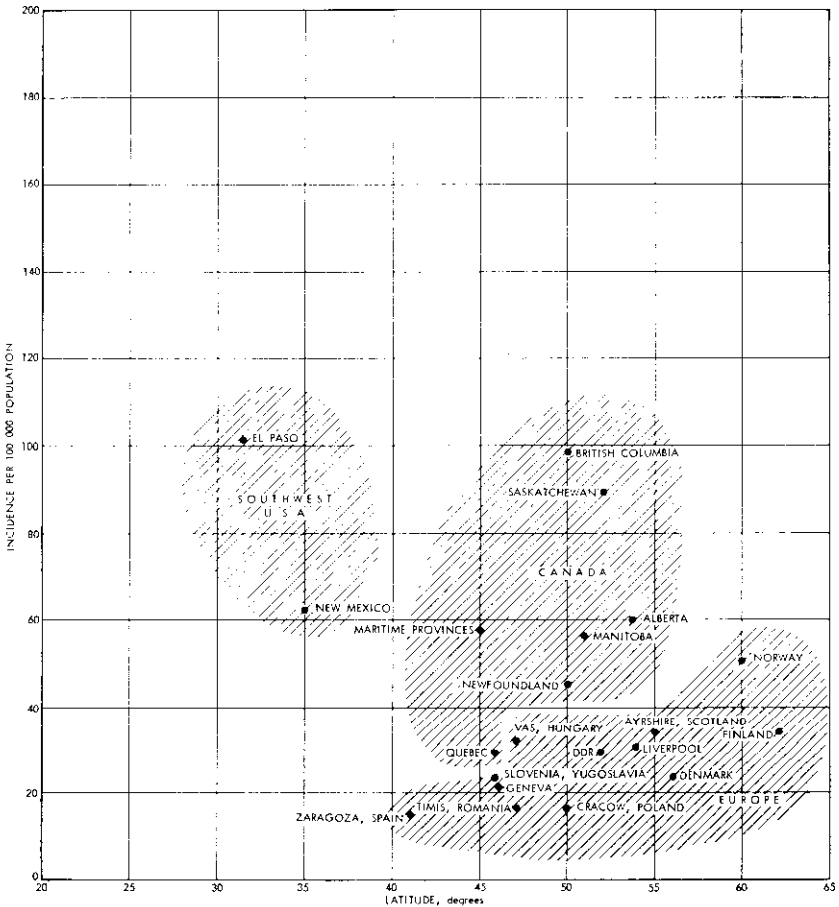 200
180
160
140
120
100
80
60
40
20
0
INCIDENCE PER 100 000 POPULATION
EL PASO
SOUTHWEST
USA
NEW MEXICO
BRITISH COLUMBIA
SASKATCHEWAN
CANADA
ALBERTA
MARITIME PROVINCES
MANITOBA
NORWAY
NEWFOUNDLAND
AYRSHIRE, SCOTLAND
VAS, HUNGARY
FINLAND
QUEBEC
DDR
LIVERPOOL
SLOVENIA, YUGOSLAVIA
DENMARK
GENEVA
EUROPE
TIMIS, ROMANIA
CRACOW, POLAND
ZARAGOZA, SPAIN
20 25 30 35 40 45 50 55 60 65
LATITUDE, degrees